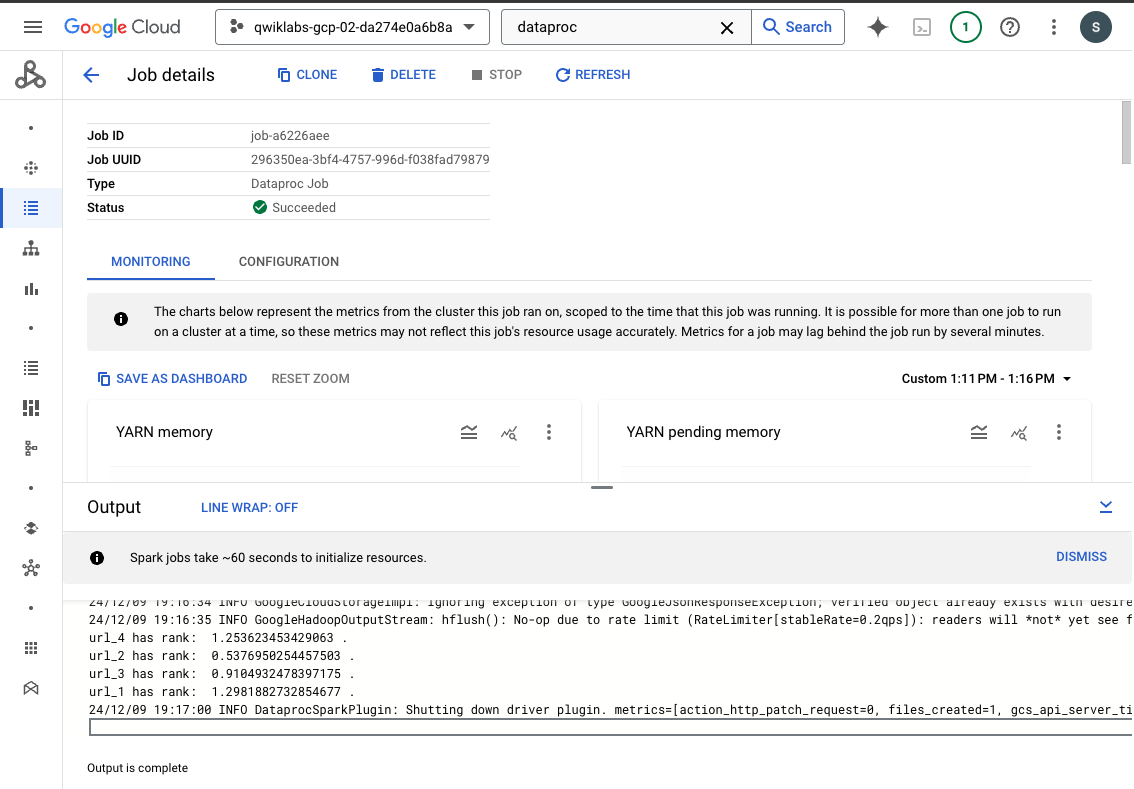 Google Cloud
qwiklabs-gcp-02-da274e0a6b8a
dataproc
Search
1
S
Job details
CLONE
DELETE
STOP
REFRESH
Job ID job-a6226aee
Job UUID 296350ea-3bf4-4757-996d-f038fad79879
Type Dataproc Job
Status Succeeded
MONITORING
CONFIGURATION
The charts below represent the metrics from the cluster this job ran on, scoped to the time that this job was running. It is possible for more than one job to run
on a cluster at a time, so these metrics may not reflect this job's resource usage accurately. Metrics for a job may lag behind the job run by several minutes.
SAVE AS DASHBOARD
RESET ZOOM
Custom 1:11 PM - 1:16 PM
YARN memory
YARN pending memory
Output
LINE WRAP: OFF
Spark jobs take ~60 seconds to initialize resources.
DISMISS
24/12/09 19:16:34 INFO GoogleCloudStorageImpl: Ignoring exception of type GoogleJsonResponseException; verified object already exists with desire
24/12/09 19:16:35 INFO GoogleHadoopOutputStream: hflush(): No-op due to rate limit (RateLimiter[stableRate=0.2qps]): readers will *not* yet see f
url_4 has rank:  1.253623453429063 .
url_2 has rank:  0.5376950254457503 .
url_3 has rank:  0.9104932478397175 .
url_1 has rank:  1.2981882732854677 .
24/12/09 19:17:00 INFO DataprocSparkPlugin: Shutting down driver plugin. metrics=[action_http_patch_request=0, files_created=1, gcs_api_server_ti
Output is complete